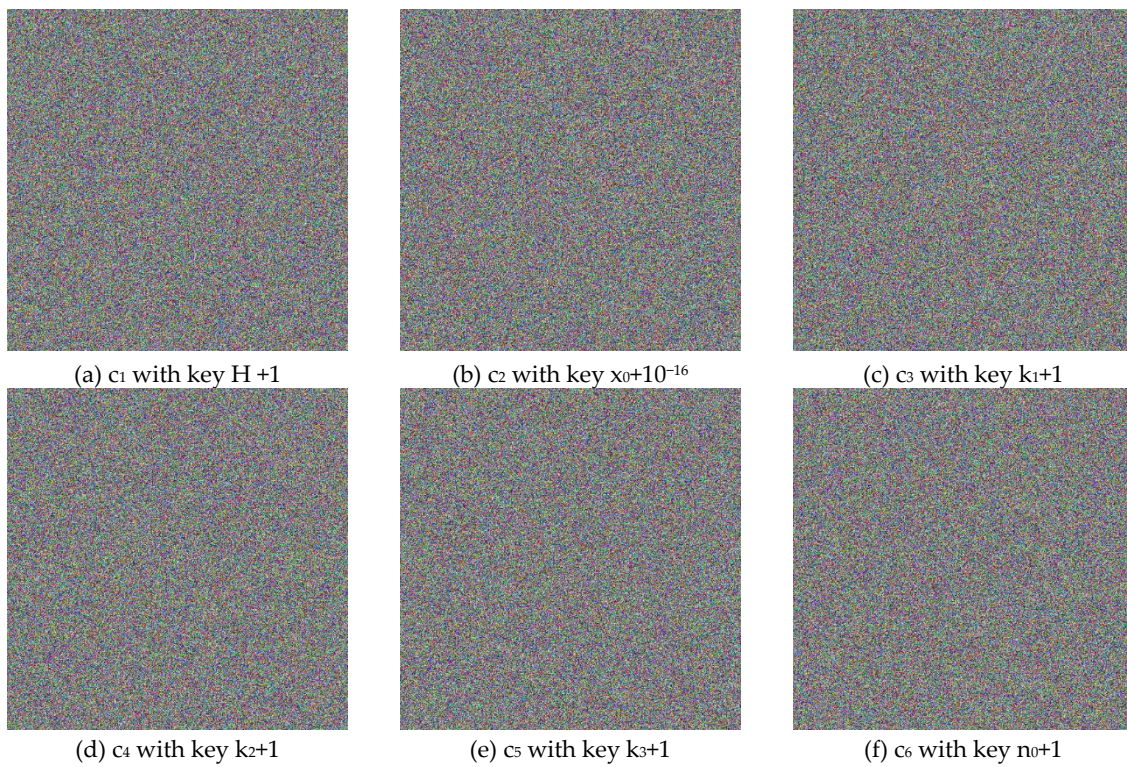 (a) c₁ with key H +1
(b) c₂ with key x₀+10⁻¹⁶
(c) c₃ with key k₁+1
(d) c₄ with key k₂+1
(e) c₅ with key k₃+1
(f) c₆ with key n₀+1